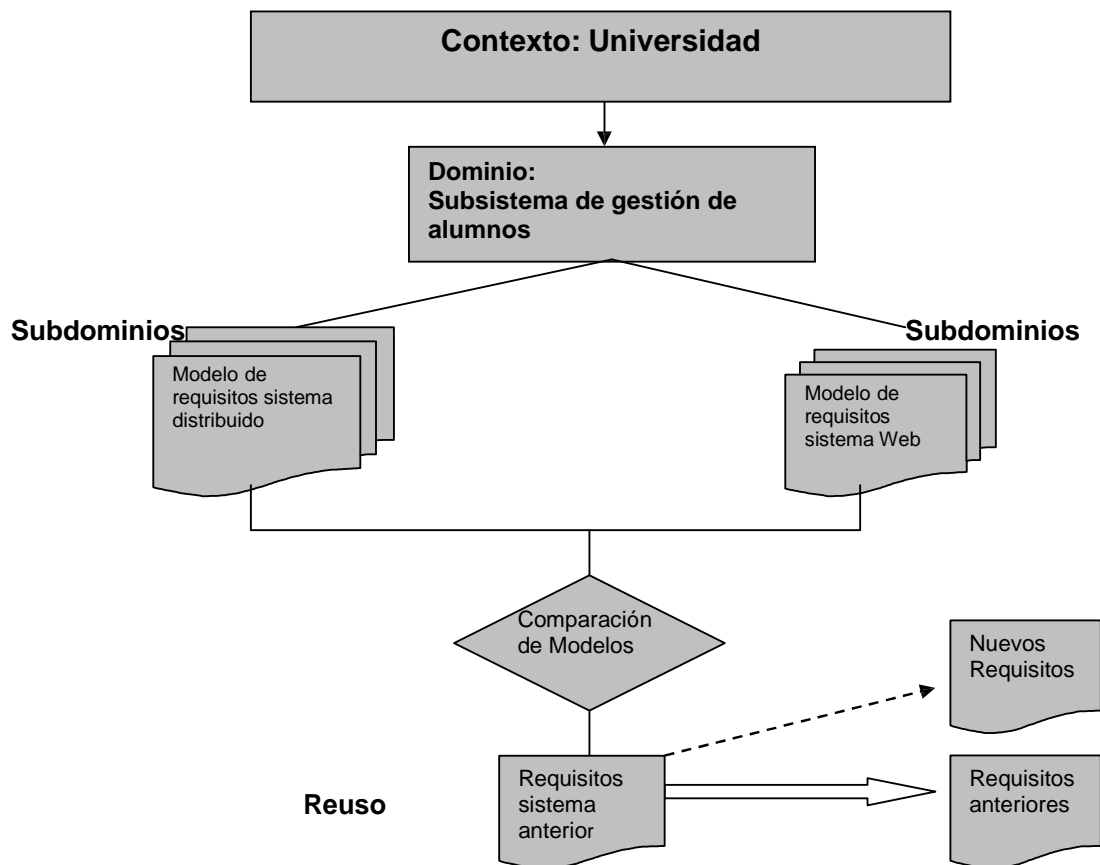 Contexto: Universidad
Dominio:
Subsistema de gestión de
alumnos
Subdominios
Subdominios
Modelo de
requisitos sistema
distribuido
Modelo de
requisitos
sistema Web
Comparación
de Modelos
Nuevos
Requisitos
Reuso
Requisitos
sistema
anterior
Requisitos
anteriores